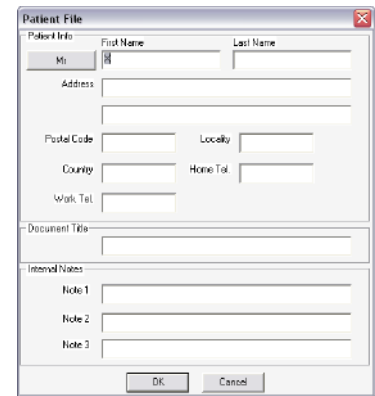 Patient File
Patient Info
First Name Last Name
Mr
Address
Postal Code Locality
Country Home Tel.
Work Tel.
Document Title
Internal Notes
Note 1
Note 2
Note 3
OK Cancel